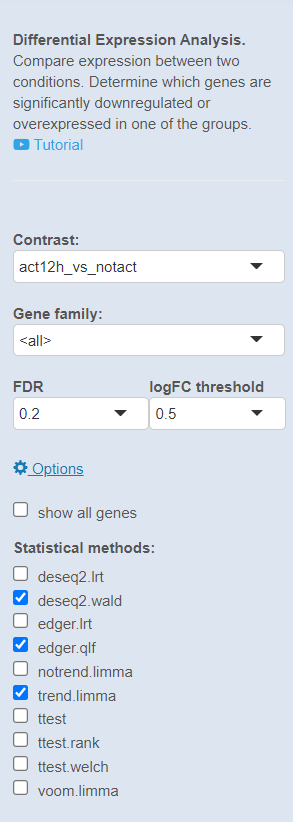 Differential Expression Analysis.
Compare expression between two
conditions. Determine which genes are
significantly downregulated or
overexpressed in one of the groups.
Tutorial
Contrast:
act12h_vs_notact
Gene family:
<all>
FDR logFC threshold
0.2 0.5
Options
show all genes
Statistical methods:
deseq2.lrt
deseq2.wald
edger.lrt
edger.qlf
notrend.limma
trend.limma
ttest
ttest.rank
ttest.welch
voom.limma